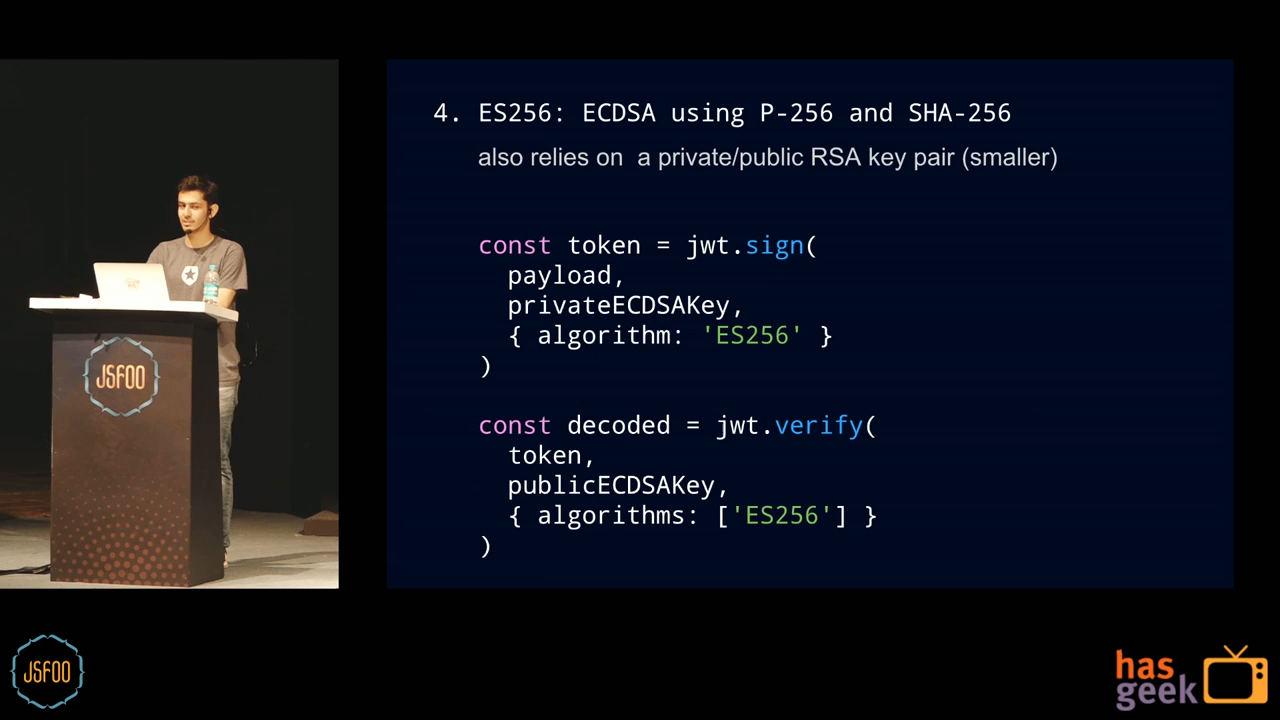 4. ES256: ECDSA using P-256 and SHA-256
also relies on a private/public RSA key pair (smaller)
const token = jwt.sign(
payload,
privateECDSAKey,
{ algorithm: 'ES256' }
)
const decoded = jwt.verify(
token,
publicECDSAKey,
{ algorithms: ['ES256'] }
)
JSFOO
JSFOO
has
geek